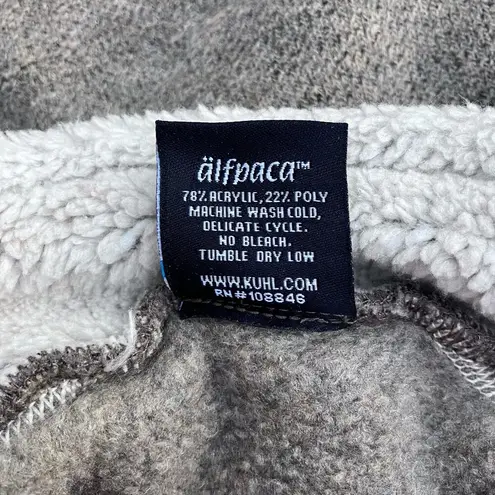 älfpaca™
78% ACRYLIC, 22% POLY
MACHINE WASH COLD,
DELICATE CYCLE.
NO BLEACH.
TUMBLE DRY LOW
WWW.KUHL.COM
RN#108846